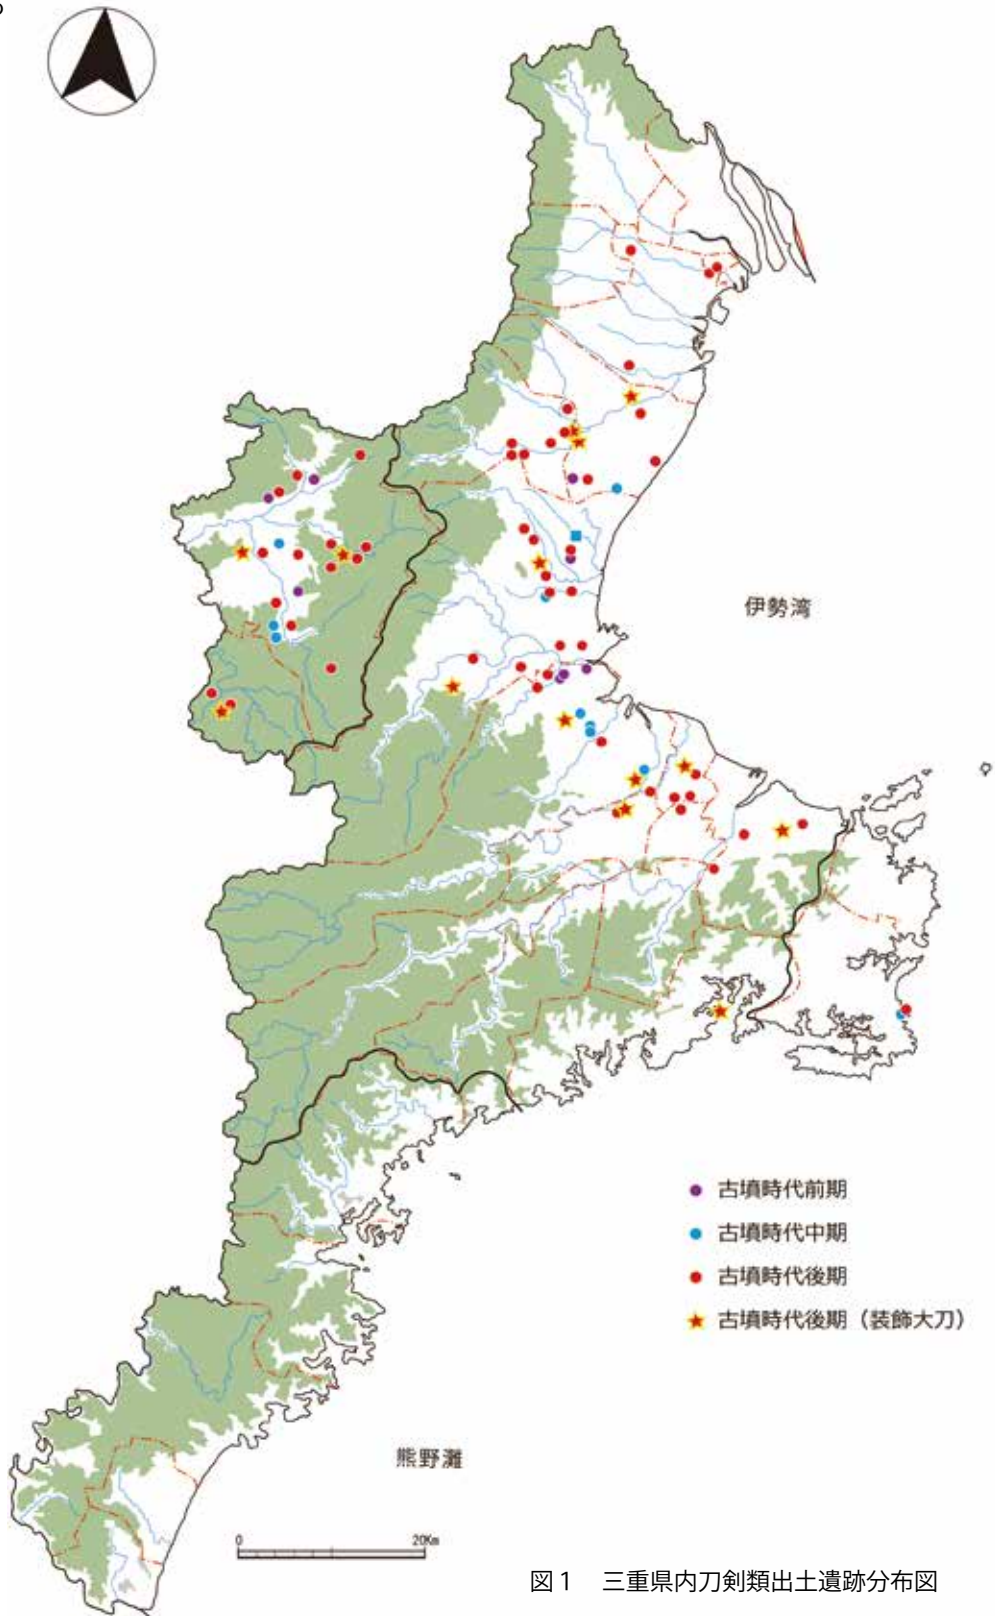 伊勢湾
古墳時代前期
古墳時代中期
古墳時代後期
古墳時代後期（装飾大刀）
熊野灘
0 20Km
図１　三重県内刀剣類出土遺跡分布図